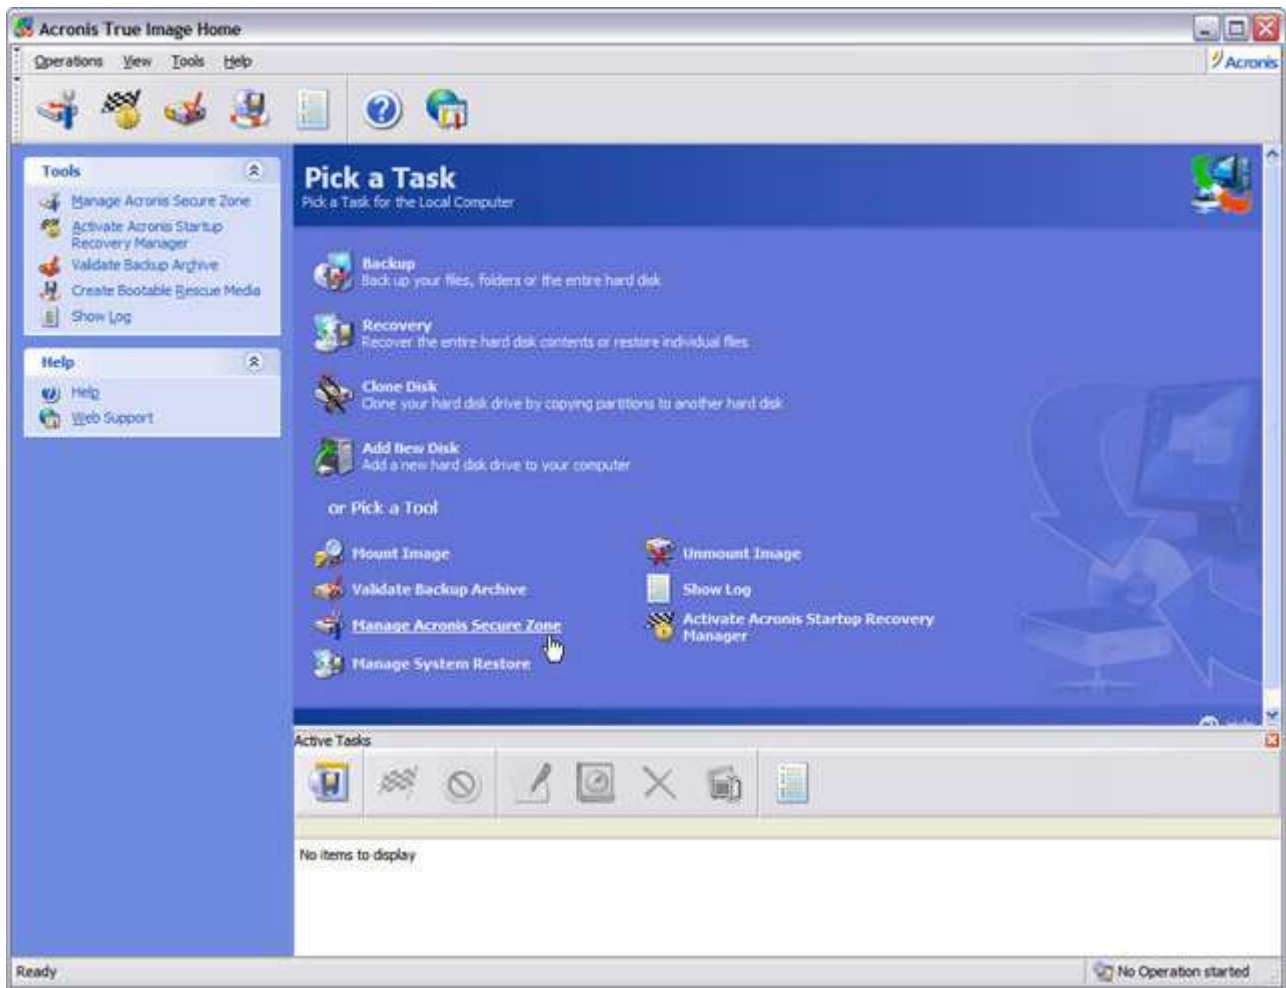 Acronis True Image Home
Operations View Tools Help
Acronis
Tools
Manage Acronis Secure Zone
Activate Acronis Startup
Recovery Manager
Validate Backup Archive
Create Bootable Rescue Media
Show Log
Help
Help
Web Support
Pick a Task
Pick a Task for the Local Computer
Backup
Back up your files, folders or the entire hard disk
Recovery
Recover the entire hard disk contents or restore individual files
Clone Disk
Clone your hard disk drive by copying partitions to another hard disk
Add New Disk
Add a new hard disk drive to your computer
or Pick a Tool
Mount Image
Unmount Image
Validate Backup Archive
Show Log
Manage Acronis Secure Zone
Activate Acronis Startup Recovery
Manager
Manage System Restore
Active Tasks
No items to display
Ready
No Operation started